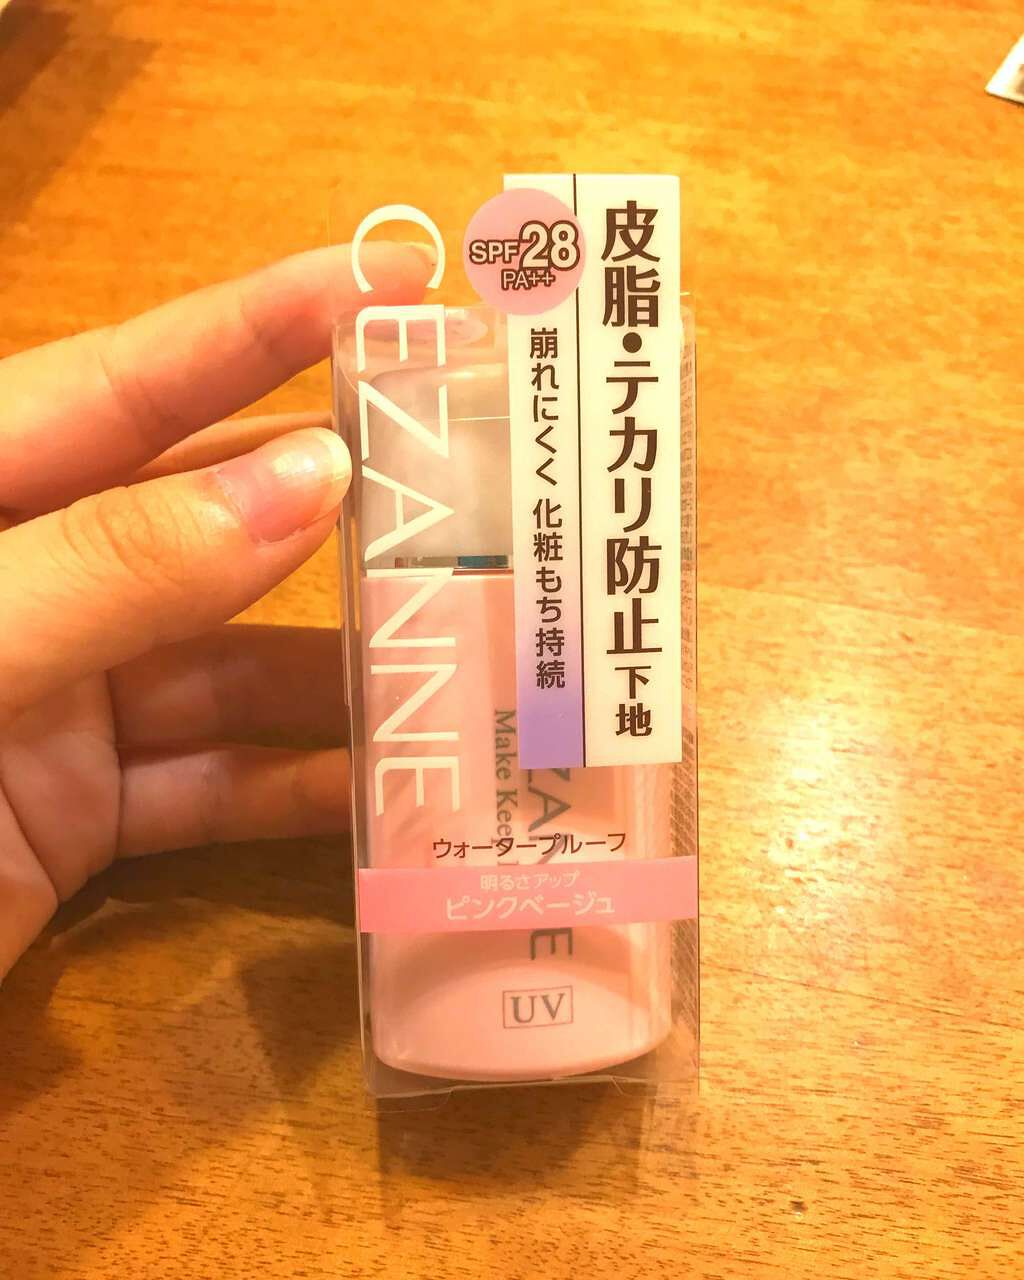 CEZANNE
SPF28
PA++
皮脂・テカリ防止下地
崩れにくく 化粧もち持続
Make Keep
ウォータープルーフ
明るさアップ
ピンクベージュ
UV